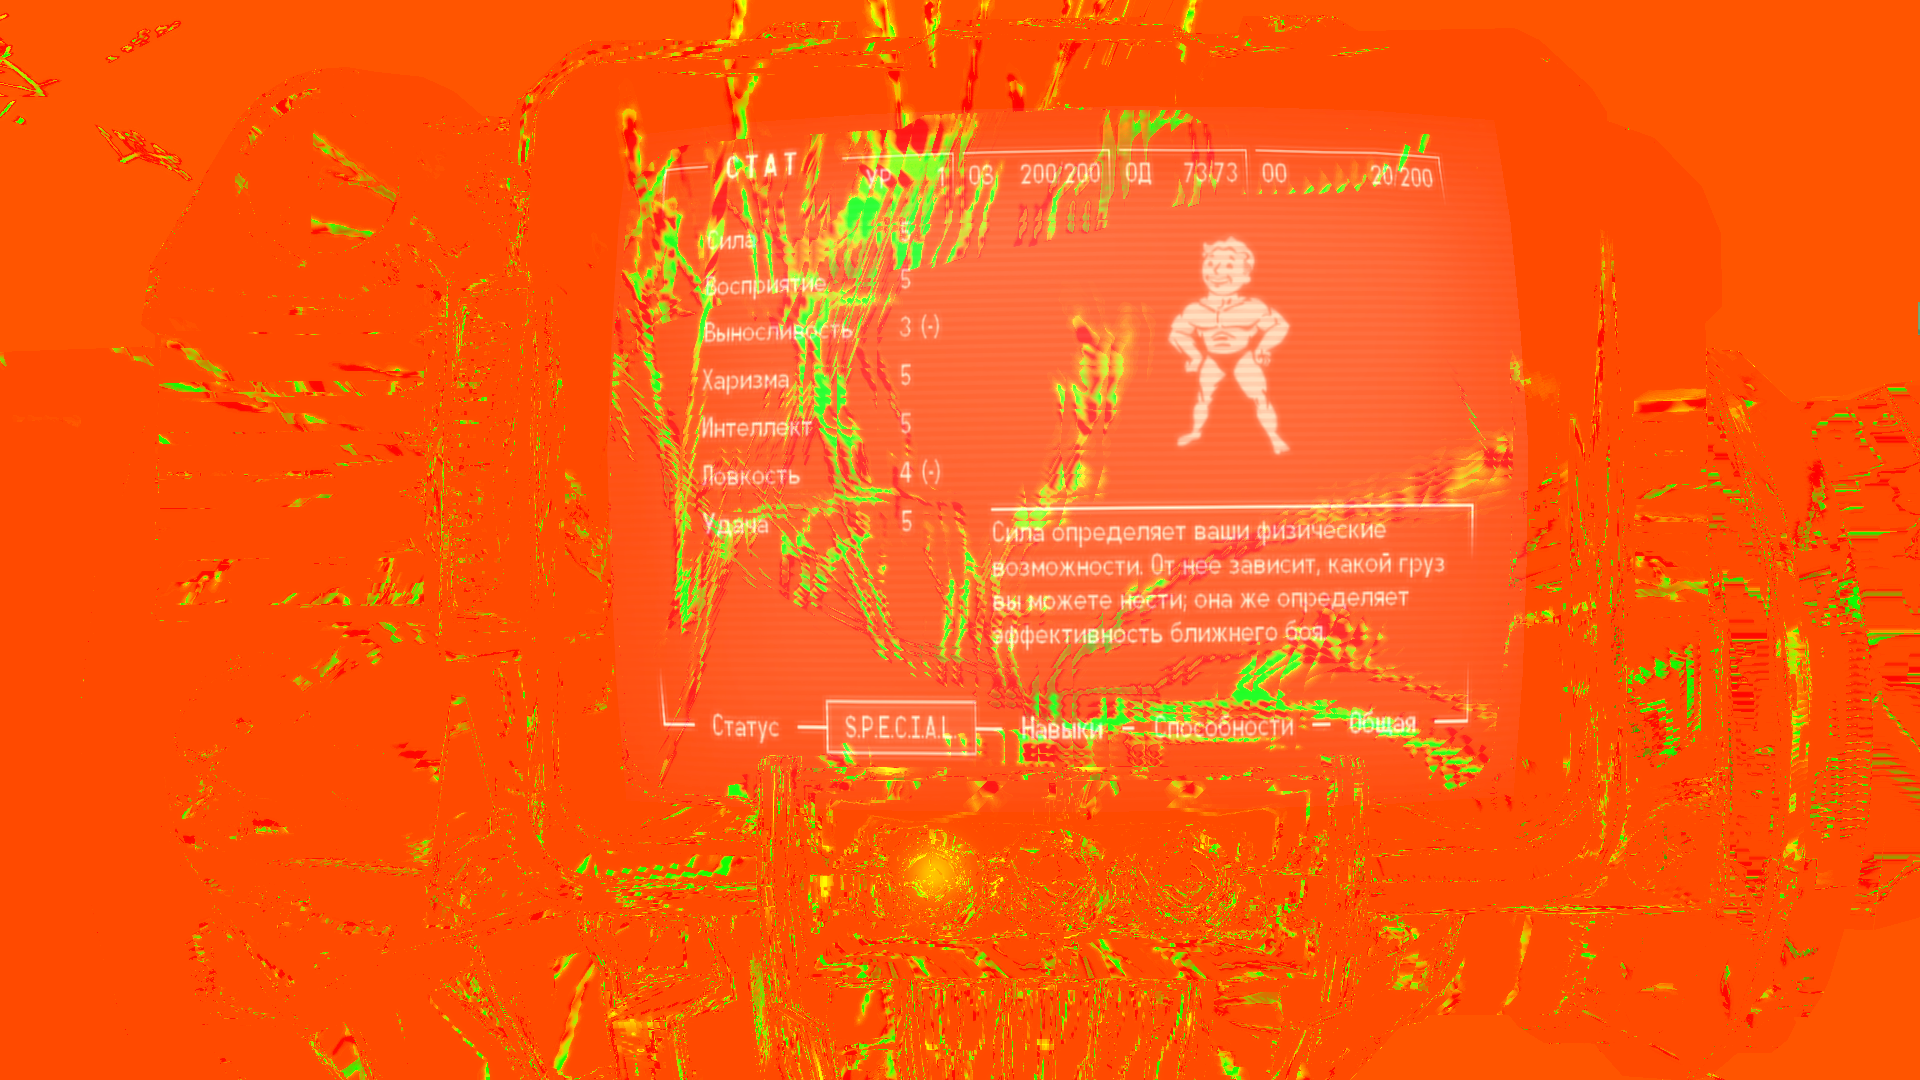 СТАТ
УР 1 ОЗ 200/200 ОД 73/73 ОО 20/200
Сила 5
Восприятие 5
Выносливость 3 (-)
Харизма 5
Интеллект 5
Ловкость 4 (-)
Удача 5
Сила определяет ваши физические
возможности. От нее зависит, какой груз
вы можете нести; она же определяет
эффективность ближнего боя.
Статус S.P.E.C.I.A.L. Навыки Способности Общая